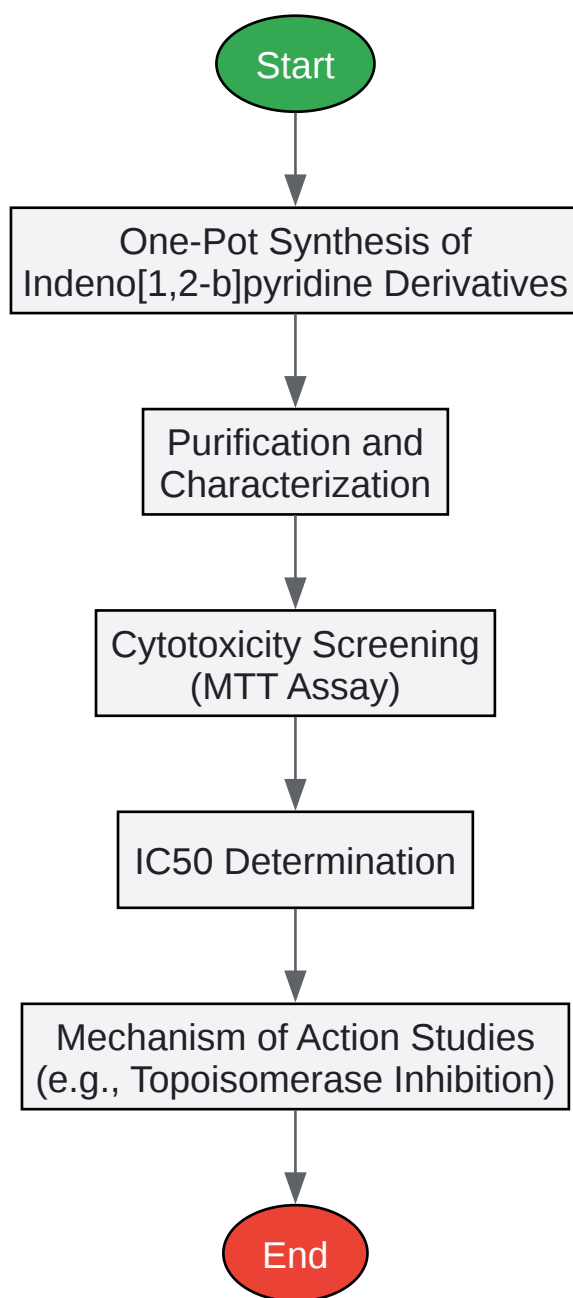 Start
One-Pot Synthesis of
Indeno[1,2-b]pyridine Derivatives
Purification and
Characterization
Cytotoxicity Screening
(MTT Assay)
IC50 Determination
Mechanism of Action Studies
(e.g., Topoisomerase Inhibition)
End